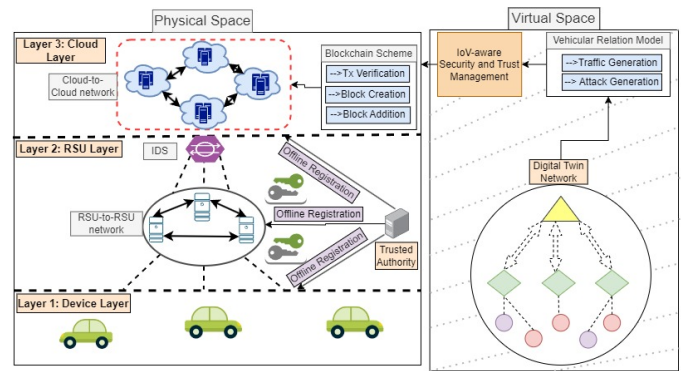 Physical Space
Virtual Space
Layer 3: Cloud
Layer
Cloud-to-
Cloud network
Blockchain Scheme
-->Tx Verification
-->Block Creation
-->Block Addition
IoV-aware
Security and Trust
Management
Vehicular Relation Model
-->Traffic Generation
--> Attack Generation
Layer 2: RSU Layer
IDS
Offline Registration
RSU-to-RSU
network
Offline Registration
Offline Registration
Trusted
Authority
Digital Twin
Network
Layer 1: Device Layer